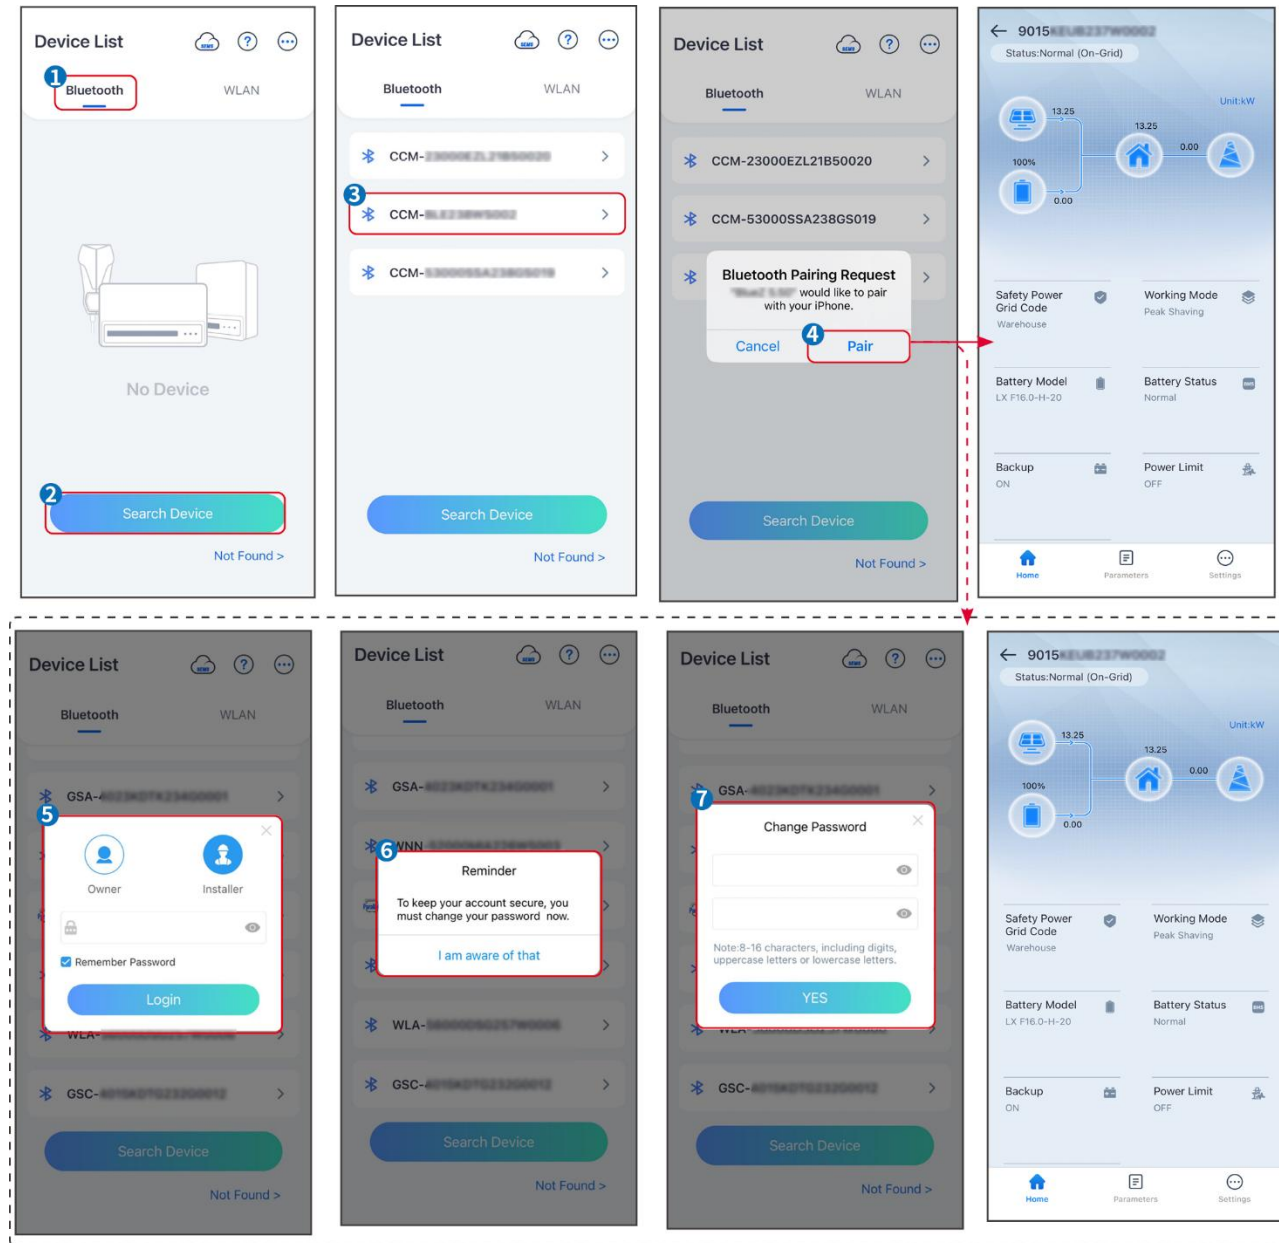 Device List
1
Bluetooth
WLAN
No Device
2
Search Device
Not Found >
Device List
Bluetooth
WLAN
CCM-
3
CCM-
CCM-
Search Device
Not Found >
Device List
Bluetooth
WLAN
CCM-23000EZL21B50020
CCM-53000SSA238GS019
Bluetooth Pairing Request
would like to pair
with your iPhone.
4
Cancel
Pair
Search Device
Not Found >
9015
Status:Normal (On-Grid)
Unit:kW
13.25
13.25
0.00
100%
0.00
Safety Power
Grid Code
Warehouse
Working Mode
Peak Shaving
Battery Model
LX F16.0-H-20
Battery Status
Normal
Backup
ON
Power Limit
OFF
Home
Parameters
Settings
Device List
Bluetooth
WLAN
GSA-
5
Owner
Installer
Remember Password
Login
WLA-
GSC-
Search Device
Not Found >
Device List
Bluetooth
WLAN
GSA-
WNN
6
Reminder
To keep your account secure, you
must change your password now.
I am aware of that
WLA-
GSC-
Search Device
Not Found >
Device List
Bluetooth
WLAN
GSA-
7
Change Password
Note:8-16 characters, including digits,
uppercase letters or lowercase letters.
YES
WLA-
GSC-
Search Device
Not Found >
9015
Status:Normal (On-Grid)
Unit:kW
13.25
13.25
0.00
100%
0.00
Safety Power
Grid Code
Warehouse
Working Mode
Peak Shaving
Battery Model
LX F16.0-H-20
Battery Status
Normal
Backup
ON
Power Limit
OFF
Home
Parameters
Settings